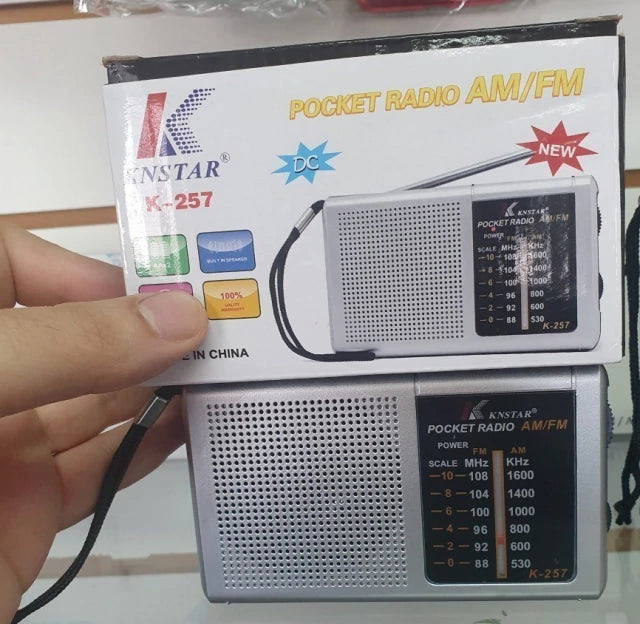 POCKET RADIO AM/FM
KNSTAR®
K-257
DC
NEW
BUILT IN SPEAKER
100%
KNSTAR
POCKET RADIO AM/FM
POWER
FM AM
SCALE MHz KHz
10 108 1600
8 104 1400
6 100 1000
4 96 800
2 92 600
0 88 530
K-257
IN CHINA
KNSTAR®
POCKET RADIO AM/FM
POWER
FM AM
SCALE MHz KHz
10 108 1600
8 104 1400
6 100 1000
4 96 800
2 92 600
0 88 530
K-257